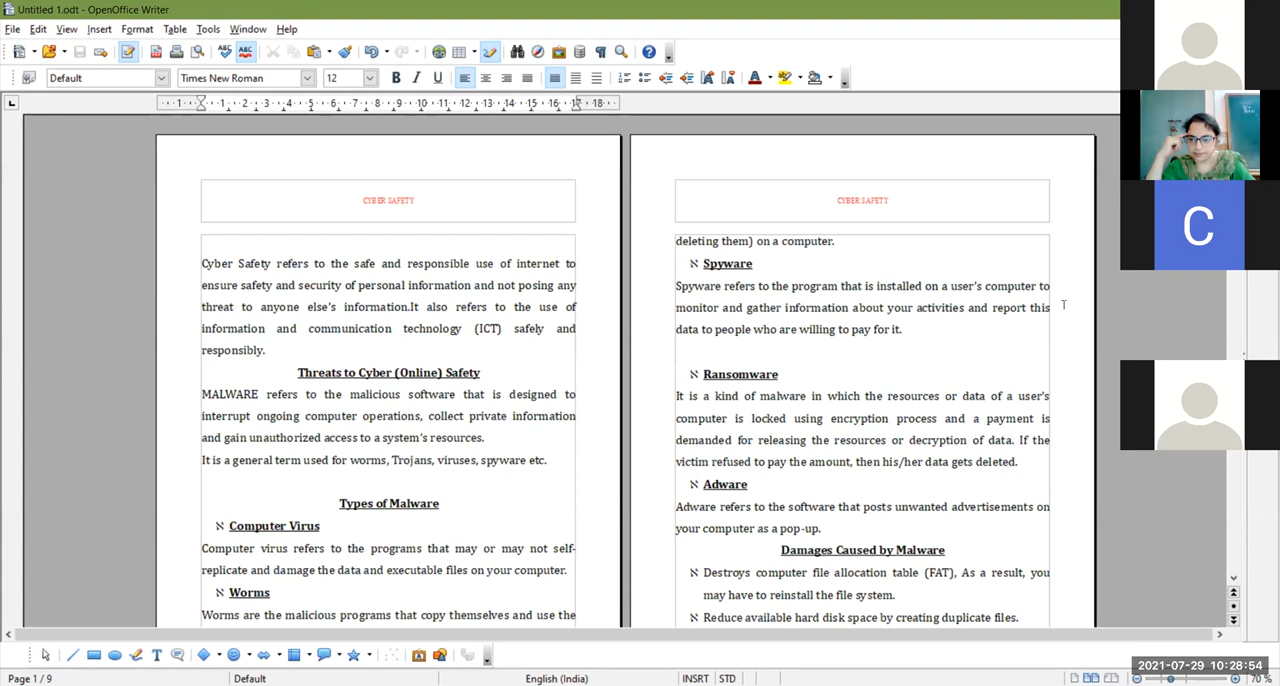 Untitled 1.odt - OpenOffice Writer
File Edit View Insert Format Table Tools Window Help
Default Times New Roman 12
CYBER SAFETY
Cyber Safety refers to the safe and responsible use of internet to
ensure safety and security of personal information and not posing any
threat to anyone else's information.It also refers to the use of
information and communication technology (ICT) safely and
responsibly.
Threats to Cyber (Online) Safety
MALWARE refers to the malicious software that is designed to
interrupt ongoing computer operations, collect private information
and gain unauthorized access to a system's resources.
It is a general term used for worms, Trojans, viruses, spyware etc.
Types of Malware
ℵ Computer Virus
Computer virus refers to the programs that may or may not self-
replicate and damage the data and executable files on your computer.
ℵ Worms
Worms are the malicious programs that copy themselves and use the
CYBER SAFETY
deleting them) on a computer.
ℵ Spyware
Spyware refers to the program that is installed on a user's computer to
monitor and gather information about your activities and report this
data to people who are willing to pay for it.
ℵ Ransomware
It is a kind of malware in which the resources or data of a user's
computer is locked using encryption process and a payment is
demanded for releasing the resources or decryption of data. If the
victim refused to pay the amount, then his/her data gets deleted.
ℵ Adware
Adware refers to the software that posts unwanted advertisements on
your computer as a pop-up.
Damages Caused by Malware
ℵ Destroys computer file allocation table (FAT), As a result, you
may have to reinstall the file system.
ℵ Reduce available hard disk space by creating duplicate files.
C
Page 1 / 9 Default English (India) INSRT STD 70 %
2021-07-29 10:28:54